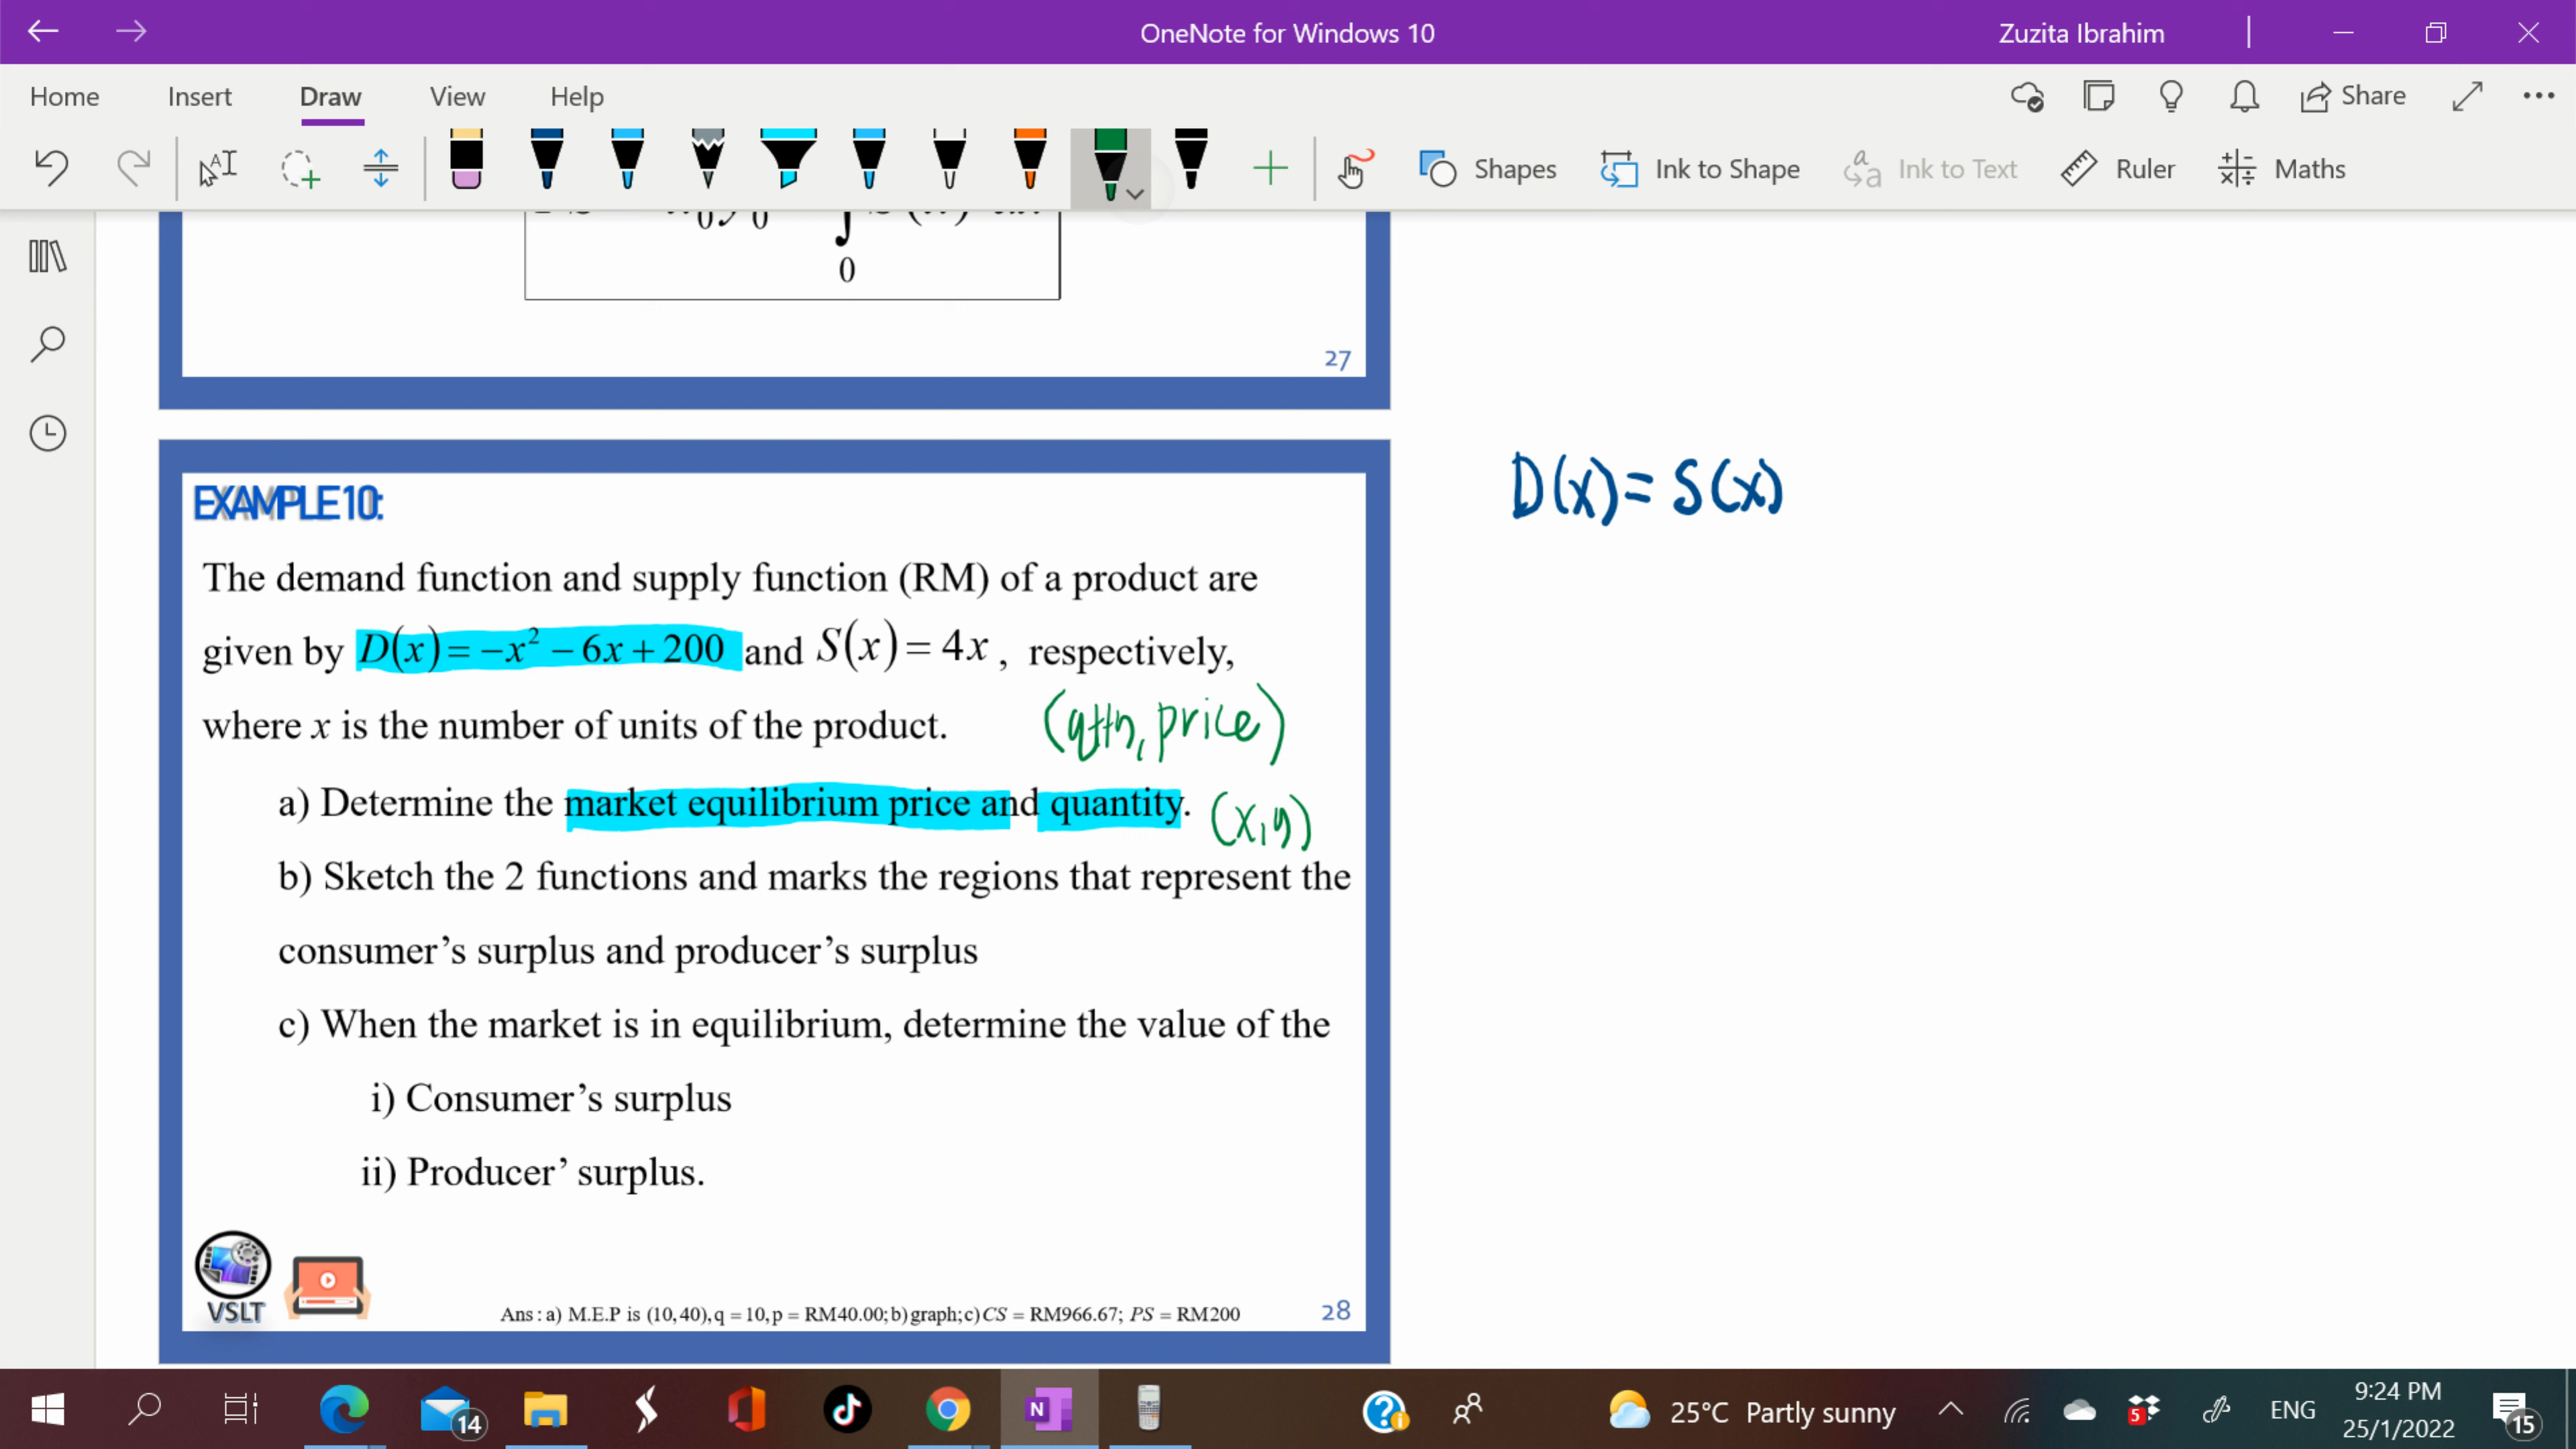 OneNote for Windows 10
Zuzita Ibrahim
Home Insert Draw View Help
Share
Shapes Ink to Shape Ink to Text Ruler Maths
0
27
D(x) = S(x)
EXAMPLE 10:
The demand function and supply function (RM) of a product are
given by D(x) = −x² − 6x + 200 and S(x) = 4x , respectively,
where x is the number of units of the product.
(qttn, price)
a) Determine the market equilibrium price and quantity.
(x, y)
b) Sketch the 2 functions and marks the regions that represent the
consumer’s surplus and producer’s surplus
c) When the market is in equilibrium, determine the value of the
i) Consumer’s surplus
ii) Producer’ surplus.
VSLT
Ans : a) M.E.P is (10, 40), q = 10, p = RM40.00; b) graph; c) CS = RM966.67; PS = RM200
28
14
N
25°C Partly sunny
5
ENG
9:24 PM
25/1/2022
15